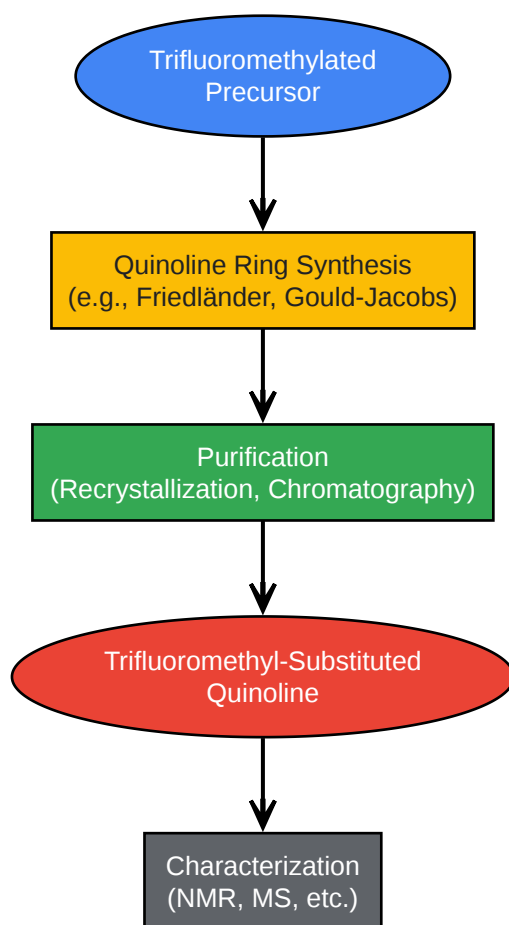 Trifluoromethylated
Precursor
Quinoline Ring Synthesis
(e.g., Friedländer, Gould-Jacobs)
Purification
(Recrystallization, Chromatography)
Trifluoromethyl-Substituted
Quinoline
Characterization
(NMR, MS, etc.)